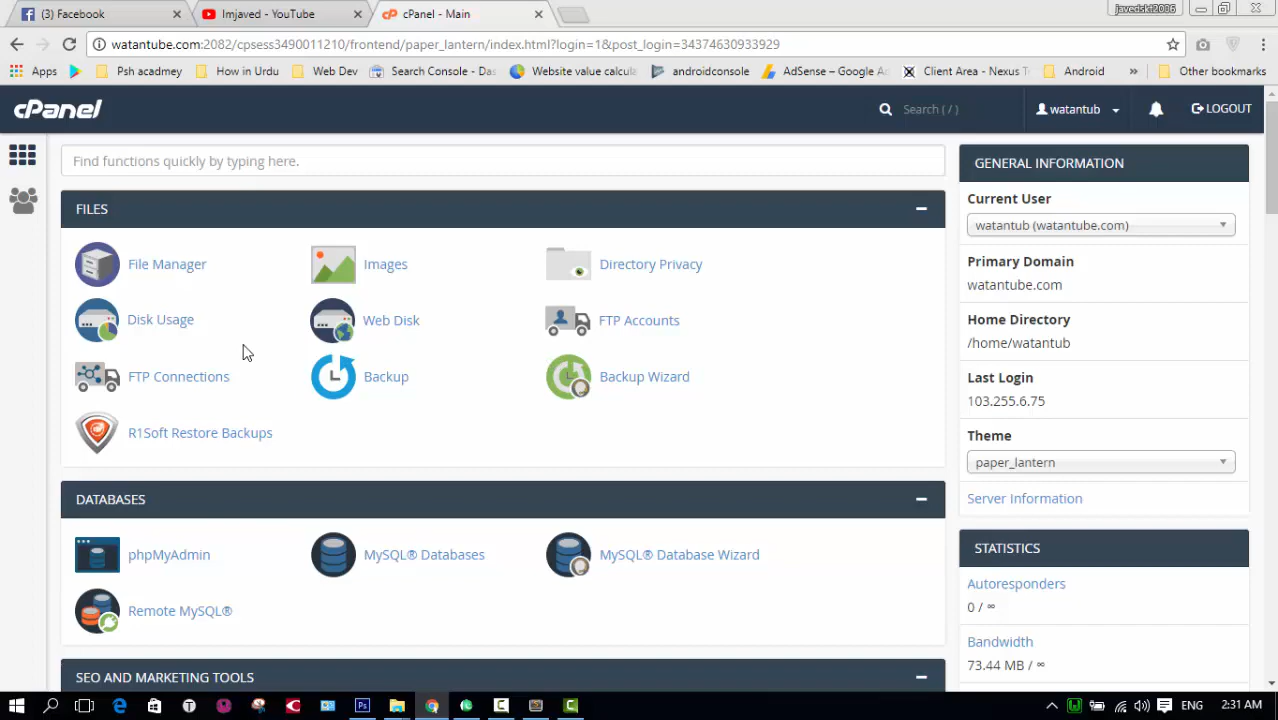 Facebook
Imjaved - YouTube
cPanel - Main
javedskt2006
watantube.com:2082/cpsess3490011210/frontend/paper_lantern/index.html?login=1&post_login=34374630933929
Apps
Psh acadmey
How in Urdu
Web Dev
Search Console - Das
Website value calcula
androidconsole
AdSense – Google Ad
Client Area - Nexus T
Android
»
Other bookmarks
cPanel
Search ( / )
watantub
LOGOUT
Find functions quickly by typing here.
FILES
File Manager
Images
Directory Privacy
Disk Usage
Web Disk
FTP Accounts
FTP Connections
Backup
Backup Wizard
R1Soft Restore Backups
DATABASES
phpMyAdmin
MySQL® Databases
MySQL® Database Wizard
Remote MySQL®
SEO AND MARKETING TOOLS
GENERAL INFORMATION
Current User
watantub (watantube.com)
Primary Domain
watantube.com
Home Directory
/home/watantub
Last Login
103.255.6.75
Theme
paper_lantern
Server Information
STATISTICS
Autoresponders
0 / ∞
Bandwidth
73.44 MB / ∞
ENG
2:31 AM